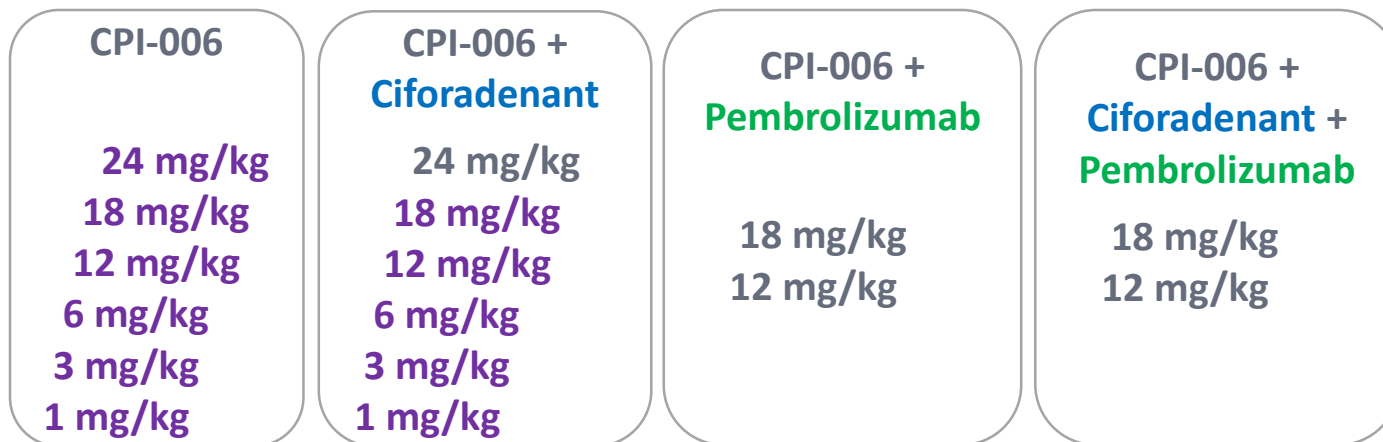 CPI-006
24 mg/kg
18 mg/kg
12 mg/kg
6 mg/kg
3 mg/kg
1 mg/kg
CPI-006 +
Ciforadenant
24 mg/kg
18 mg/kg
12 mg/kg
6 mg/kg
3 mg/kg
1 mg/kg
CPI-006 +
Pembrolizumab
18 mg/kg
12 mg/kg
CPI-006 +
Ciforadenant +
Pembrolizumab
18 mg/kg
12 mg/kg